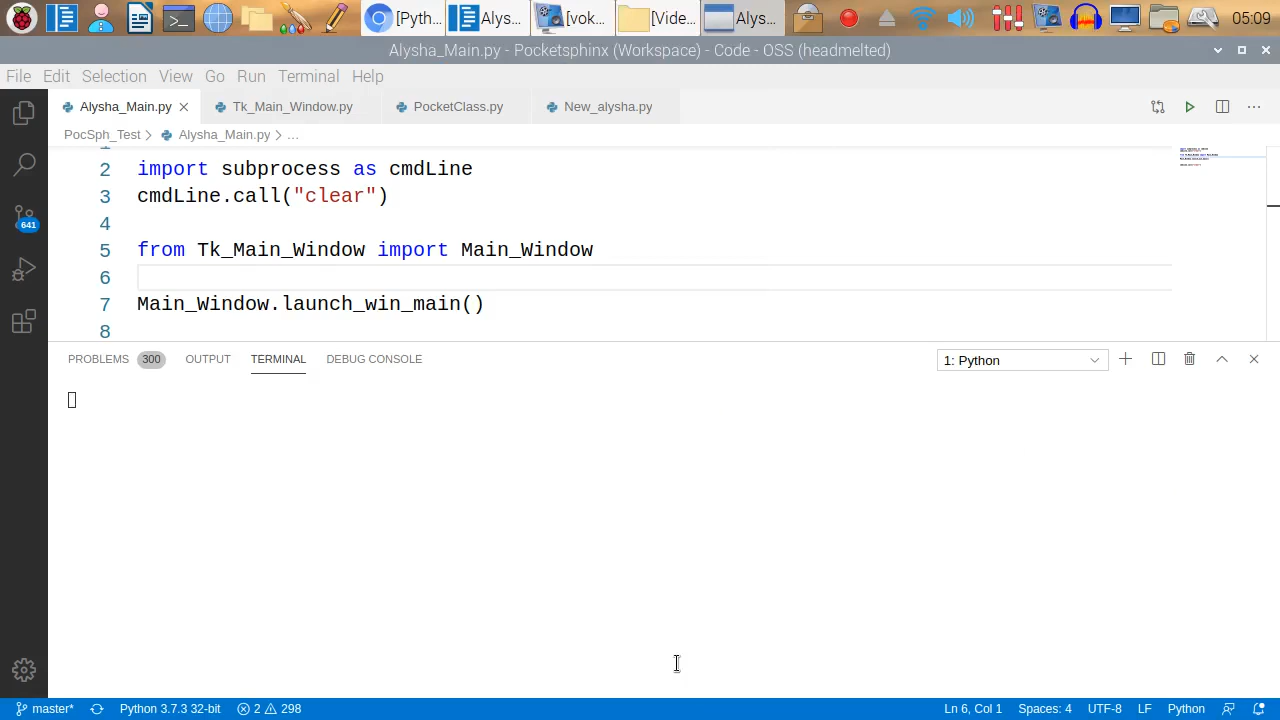 [Pyth...
Alys...
[vok...
[Vide...
Alys...
05:09
Alysha_Main.py - Pocketsphinx (Workspace) - Code - OSS (headmelted)
File Edit Selection View Go Run Terminal Help
Alysha_Main.py
Tk_Main_Window.py
PocketClass.py
New_alysha.py
PocSph_Test > Alysha_Main.py > ...
2 import subprocess as cmdLine
3 cmdLine.call("clear")
4
5 from Tk_Main_Window import Main_Window
6
7 Main_Window.launch_win_main()
8
641
PROBLEMS 300 OUTPUT TERMINAL DEBUG CONSOLE
1: Python
master* Python 3.7.3 32-bit 2 298 Ln 6, Col 1 Spaces: 4 UTF-8 LF Python